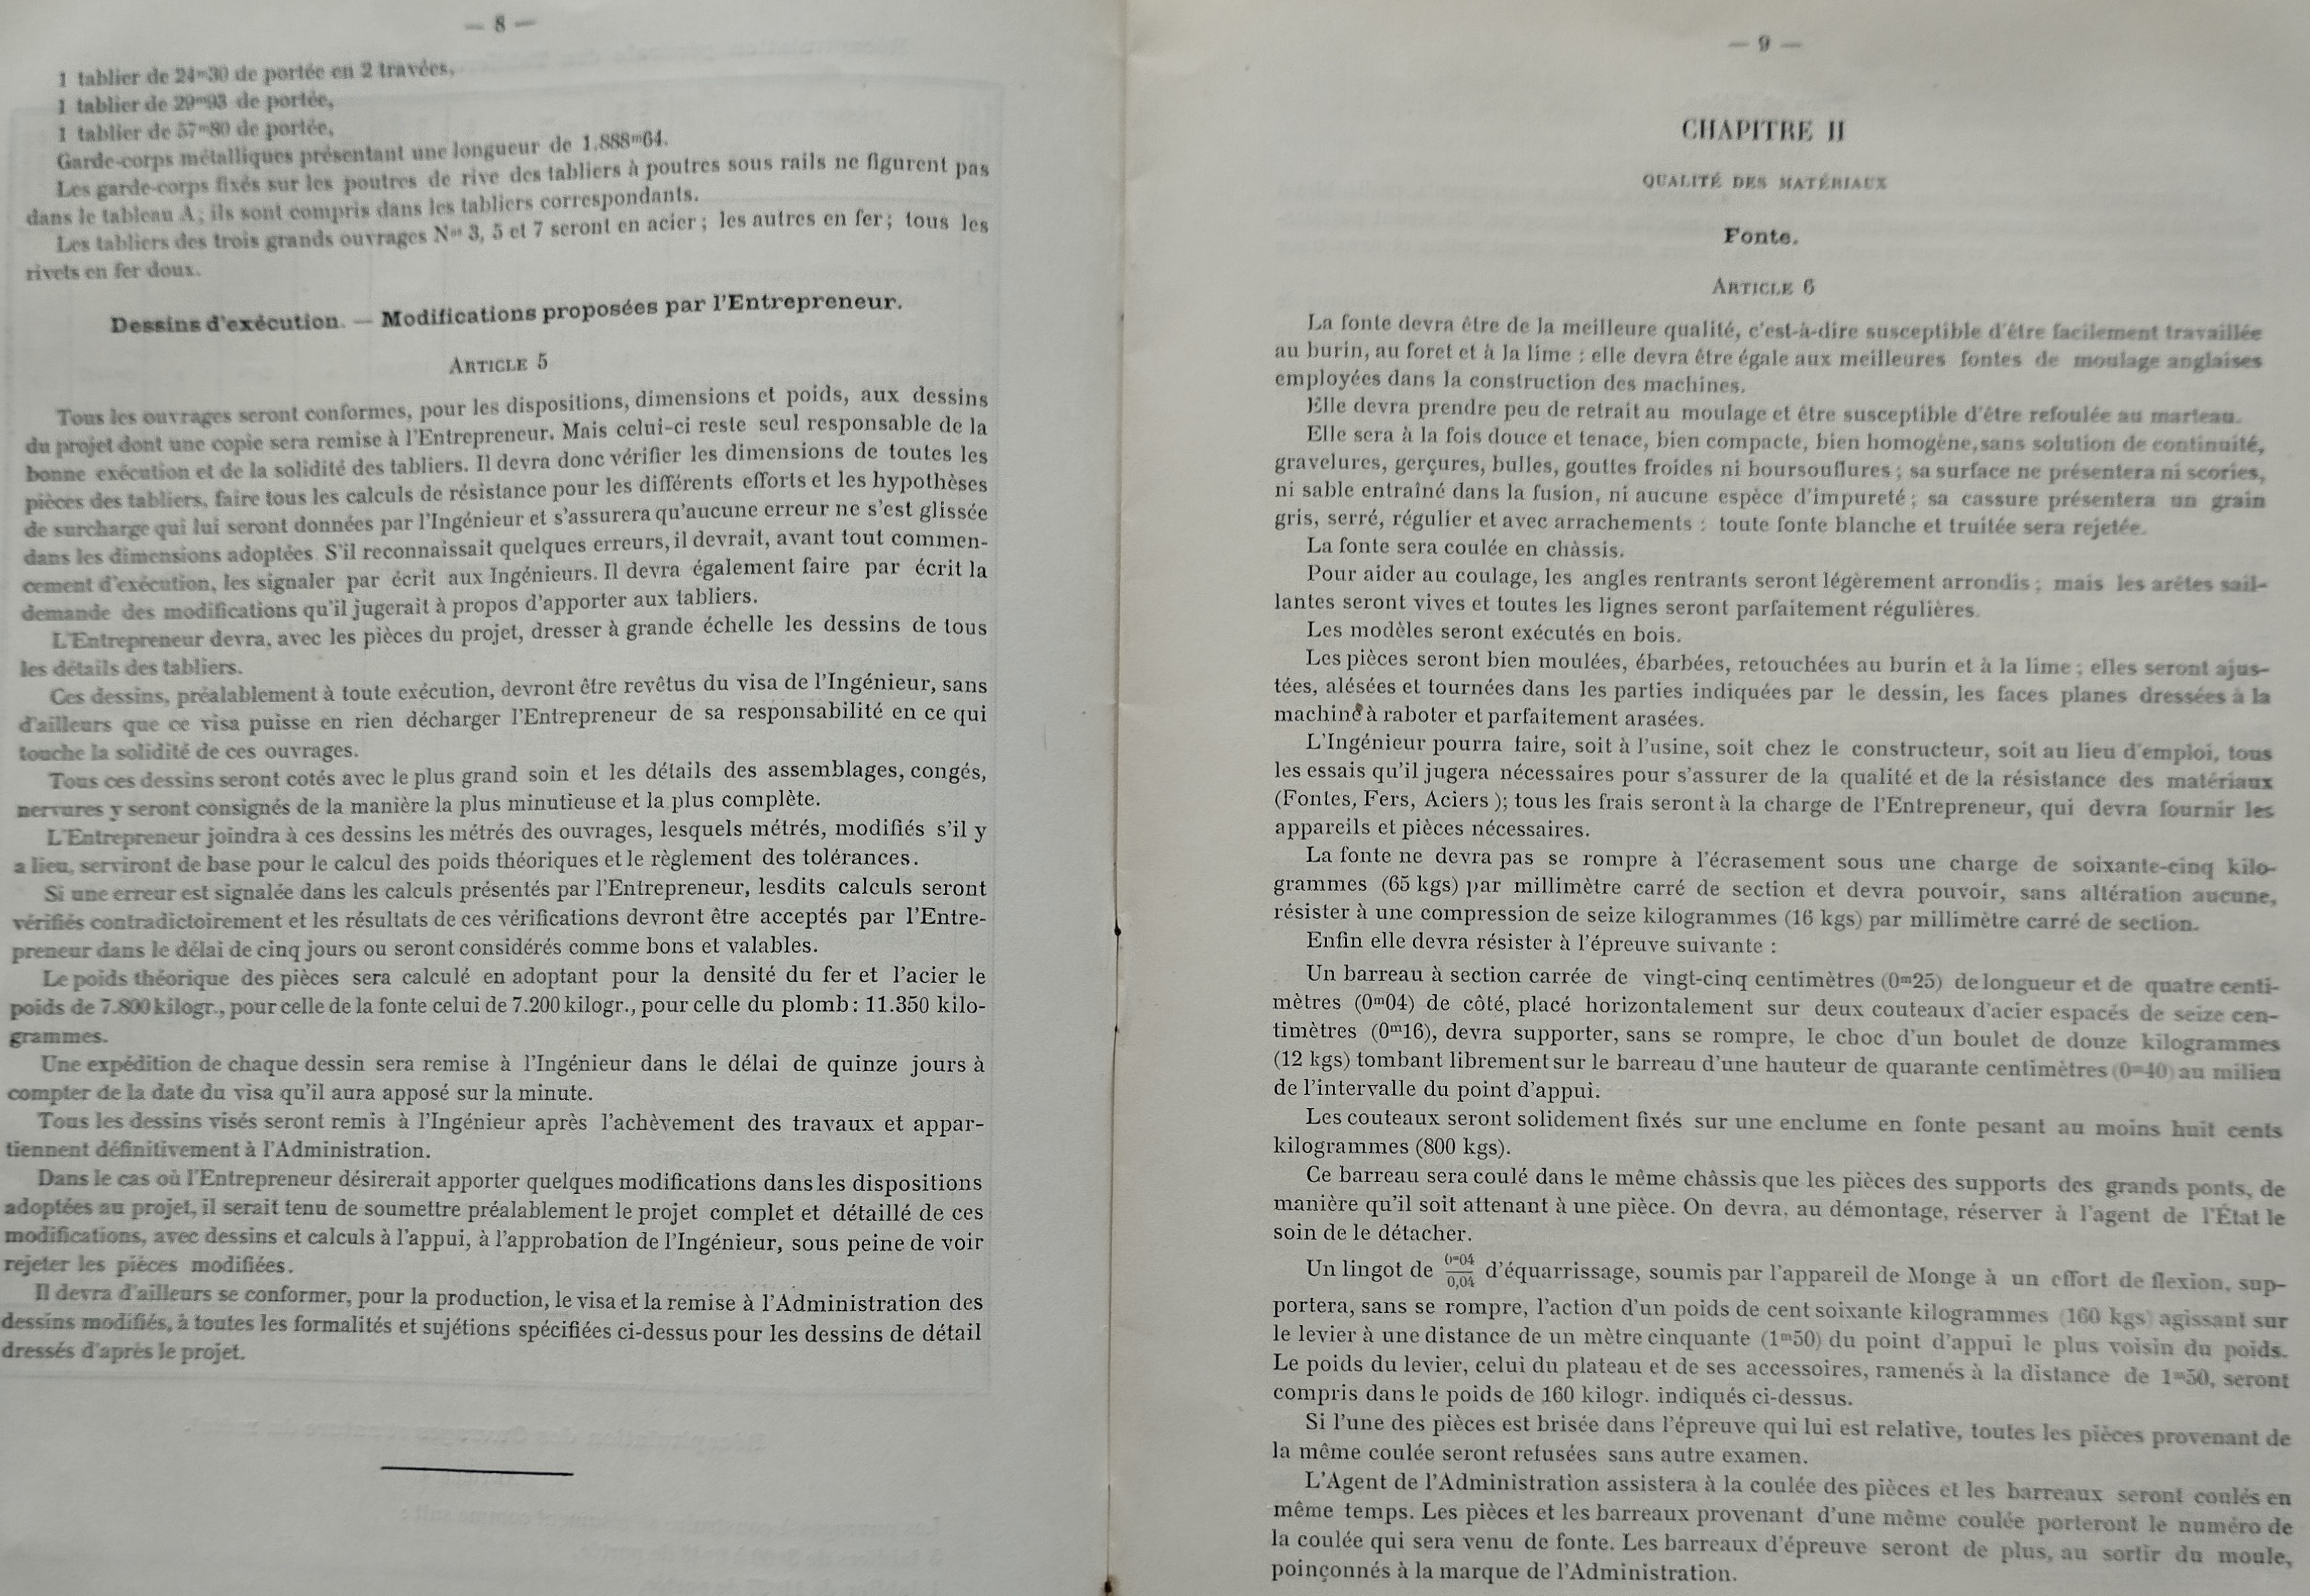 — 8 —
1 tablier de 24ᵐ30 de portée en 2 travées,
1 tablier de 29ᵐ93 de portée,
1 tablier de 57ᵐ80 de portée,
Garde-corps métalliques présentant une longueur de 1.888ᵐ64.
Les garde-corps fixés sur les poutres de rive des tabliers à poutres sous rails ne figurent pas
dans le tableau A; ils sont compris dans les tabliers correspondants.
Les tabliers des trois grands ouvrages Nᵒˢ 3, 5 et 7 seront en acier; les autres en fer; tous les
rivets en fer doux.
Dessins d'exécution. — Modifications proposées par l'Entrepreneur.
ARTICLE 5
Tous les ouvrages seront conformes, pour les dispositions, dimensions et poids, aux dessins
du projet dont une copie sera remise à l'Entrepreneur. Mais celui-ci reste seul responsable de la
bonne exécution et de la solidité des tabliers. Il devra donc vérifier les dimensions de toutes les
pièces des tabliers, faire tous les calculs de résistance pour les différents efforts et les hypothèses
de surcharge qui lui seront données par l'Ingénieur et s'assurera qu'aucune erreur ne s'est glissée
dans les dimensions adoptées. S'il reconnaissait quelques erreurs, il devrait, avant tout commen-
cement d'exécution, les signaler par écrit aux Ingénieurs. Il devra également faire par écrit la
demande des modifications qu'il jugerait à propos d'apporter aux tabliers.
L'Entrepreneur devra, avec les pièces du projet, dresser à grande échelle les dessins de tous
les détails des tabliers.
Ces dessins, préalablement à toute exécution, devront être revêtus du visa de l'Ingénieur, sans
d'ailleurs que ce visa puisse en rien décharger l'Entrepreneur de sa responsabilité en ce qui
touche la solidité de ces ouvrages.
Tous ces dessins seront cotés avec le plus grand soin et les détails des assemblages, congés,
nervures y seront consignés de la manière la plus minutieuse et la plus complète.
L'Entrepreneur joindra à ces dessins les métrés des ouvrages, lesquels métrés, modifiés s'il y
a lieu, serviront de base pour le calcul des poids théoriques et le règlement des tolérances.
Si une erreur est signalée dans les calculs présentés par l'Entrepreneur, lesdits calculs seront
vérifiés contradictoirement et les résultats de ces vérifications devront être acceptés par l'Entre-
preneur dans le délai de cinq jours ou seront considérés comme bons et valables.
Le poids théorique des pièces sera calculé en adoptant pour la densité du fer et l'acier le
poids de 7.800 kilogr., pour celle de la fonte celui de 7.200 kilogr., pour celle du plomb : 11.350 kilo-
grammes.
Une expédition de chaque dessin sera remise à l'Ingénieur dans le délai de quinze jours à
compter de la date du visa qu'il aura apposé sur la minute.
Tous les dessins visés seront remis à l'Ingénieur après l'achèvement des travaux et appar-
tiennent définitivement à l'Administration.
Dans le cas où l'Entrepreneur désirerait apporter quelques modifications dans les dispositions
adoptées au projet, il serait tenu de soumettre préalablement le projet complet et détaillé de ces
modifications, avec dessins et calculs à l'appui, à l'approbation de l'Ingénieur, sous peine de voir
rejeter les pièces modifiées.
Il devra d'ailleurs se conformer, pour la production, le visa et la remise à l'Administration des
dessins modifiés, à toutes les formalités et sujétions spécifiées ci-dessus pour les dessins de détail
dressés d'après le projet.
— 9 —
CHAPITRE II
QUALITÉ DES MATÉRIAUX
Fonte.
ARTICLE 6
La fonte devra être de la meilleure qualité, c'est-à-dire susceptible d'être facilement travaillée
au burin, au foret et à la lime ; elle devra être égale aux meilleures fontes de moulage anglaises
employées dans la construction des machines.
Elle devra prendre peu de retrait au moulage et être susceptible d'être refoulée au marteau.
Elle sera à la fois douce et tenace, bien compacte, bien homogène, sans solution de continuité,
gravelures, gerçures, bulles, gouttes froides ni boursouflures ; sa surface ne présentera ni scories,
ni sable entraîné dans la fusion, ni aucune espèce d'impureté ; sa cassure présentera un grain
gris, serré, régulier et avec arrachements : toute fonte blanche et truitée sera rejetée.
La fonte sera coulée en châssis.
Pour aider au coulage, les angles rentrants seront légèrement arrondis ; mais les arêtes sail-
lantes seront vives et toutes les lignes seront parfaitement régulières.
Les modèles seront exécutés en bois.
Les pièces seront bien moulées, ébarbées, retouchées au burin et à la lime ; elles seront ajus-
tées, alésées et tournées dans les parties indiquées par le dessin, les faces planes dressées à la
machine à raboter et parfaitement arasées.
L'Ingénieur pourra faire, soit à l'usine, soit chez le constructeur, soit au lieu d'emploi, tous
les essais qu'il jugera nécessaires pour s'assurer de la qualité et de la résistance des matériaux
(Fontes, Fers, Aciers ); tous les frais seront à la charge de l'Entrepreneur, qui devra fournir les
appareils et pièces nécessaires.
La fonte ne devra pas se rompre à l'écrasement sous une charge de soixante-cinq kilo-
grammes (65 kgs) par millimètre carré de section et devra pouvoir, sans altération aucune,
résister à une compression de seize kilogrammes (16 kgs) par millimètre carré de section.
Enfin elle devra résister à l'épreuve suivante :
Un barreau à section carrée de vingt-cinq centimètres (0ᵐ25) de longueur et de quatre centi-
mètres (0ᵐ04) de côté, placé horizontalement sur deux couteaux d'acier espacés de seize cen-
timètres (0ᵐ16), devra supporter, sans se rompre, le choc d'un boulet de douze kilogrammes
(12 kgs) tombant librement sur le barreau d'une hauteur de quarante centimètres (0ᵐ40) au milieu
de l'intervalle du point d'appui.
Les couteaux seront solidement fixés sur une enclume en fonte pesant au moins huit cents
kilogrammes (800 kgs).
Ce barreau sera coulé dans le même châssis que les pièces des supports des grands ponts, de
manière qu'il soit attenant à une pièce. On devra, au démontage, réserver à l'agent de l'État le
soin de le détacher.
Un lingot de 0ᵐ04/0,04 d'équarrissage, soumis par l'appareil de Monge à un effort de flexion, sup-
portera, sans se rompre, l'action d'un poids de cent soixante kilogrammes (160 kgs) agissant sur
le levier à une distance de un mètre cinquante (1ᵐ50) du point d'appui le plus voisin du poids.
Le poids du levier, celui du plateau et de ses accessoires, ramenés à la distance de 1ᵐ50, seront
compris dans le poids de 160 kilogr. indiqués ci-dessus.
Si l'une des pièces est brisée dans l'épreuve qui lui est relative, toutes les pièces provenant de
la même coulée seront refusées sans autre examen.
L'Agent de l'Administration assistera à la coulée des pièces et les barreaux seront coulés en
même temps. Les pièces et les barreaux provenant d'une même coulée porteront le numéro de
la coulée qui sera venu de fonte. Les barreaux d'épreuve seront de plus, au sortir du moule,
poinçonnés à la marque de l'Administration.